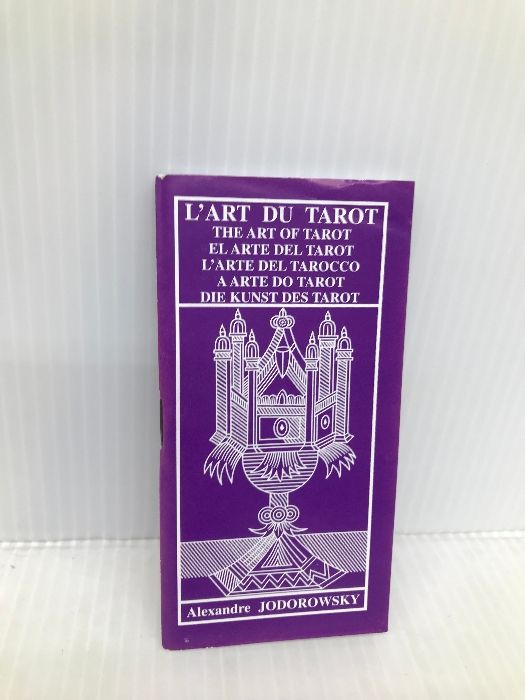 L'ART DU TAROT
THE ART OF TAROT
EL ARTE DEL TAROT
L'ARTE DEL TAROCCO
A ARTE DO TAROT
DIE KUNST DES TAROT
Alexandre JODOROWSKY